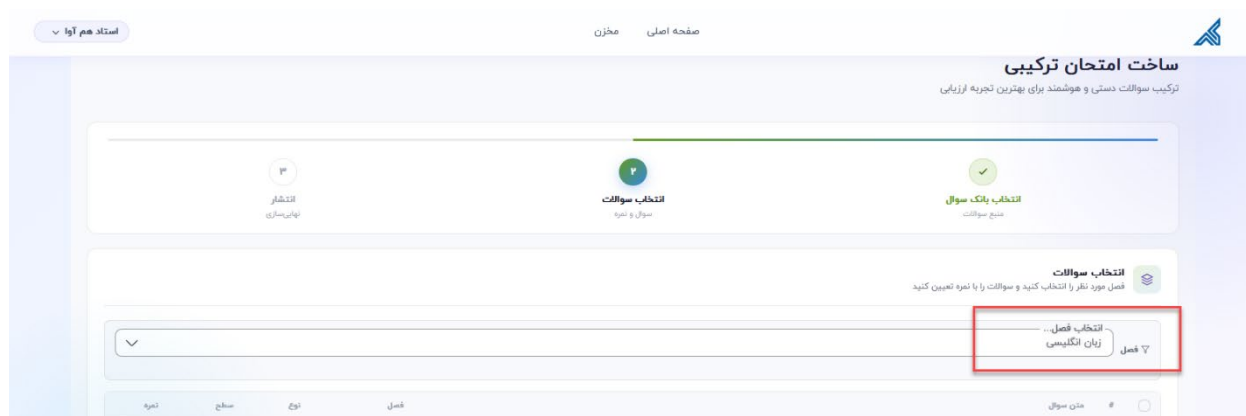 صفحه اصلی
مخزن
استاد هم آوا
ساخت امتحان ترکیبی
ترکیب سوالات دستی و هوشمند برای بهترین تجربه ارزیابی
انتخاب بانک سوال
منبع سوالات
۲
انتخاب سوالات
سوال و نمره
۳
انتشار
نهایی‌سازی
انتخاب سوالات
فصل مورد نظر را انتخاب کنید و سوالات را با نمره تعیین کنید
فصل
انتخاب فصل...
زبان انگلیسی
# متن سوال فصل نوع سطح نمره